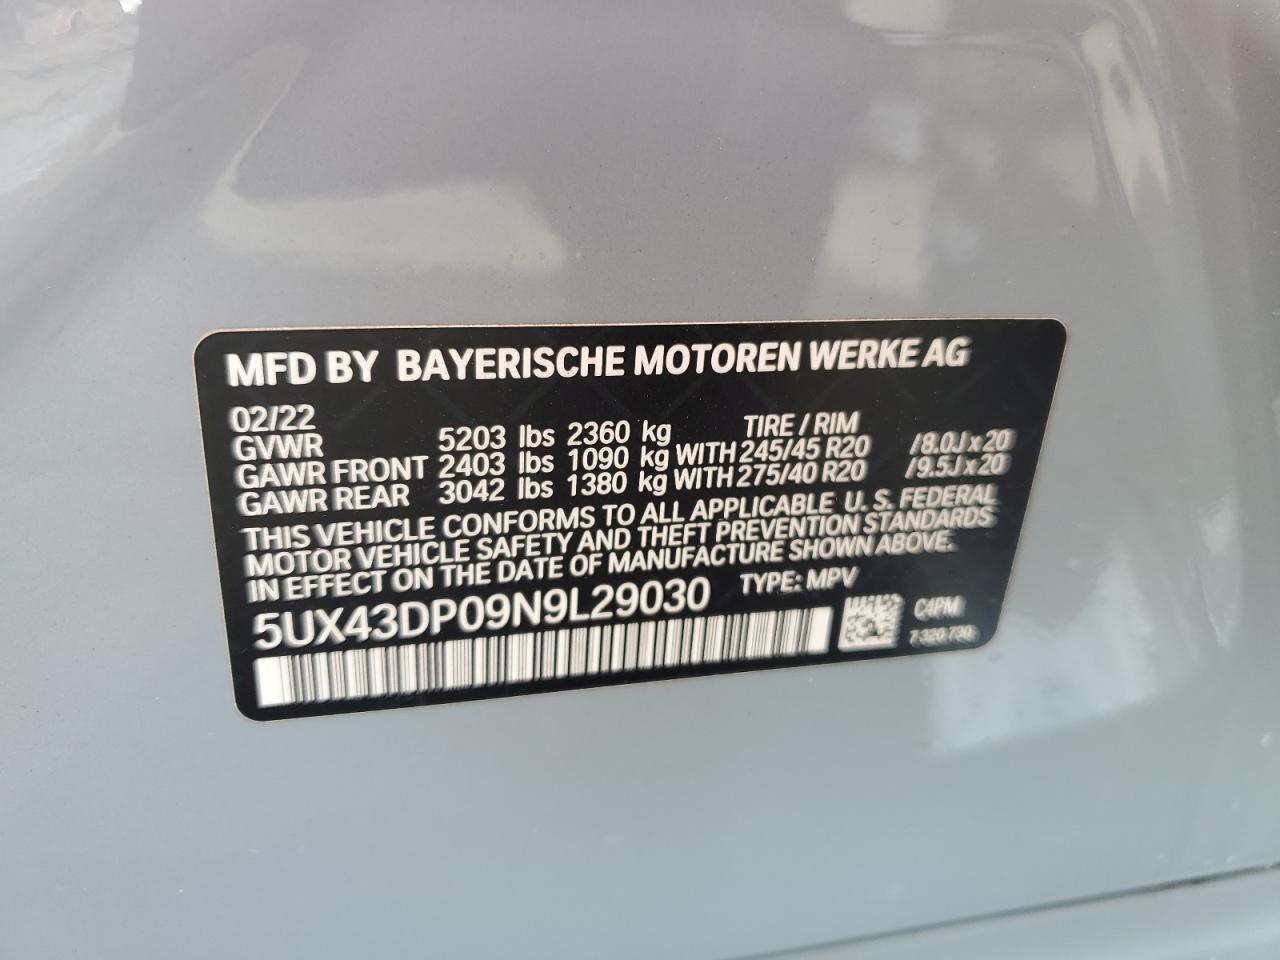 MFD BY BAYERISCHE MOTOREN WERKE AG
02/22 TIRE / RIM
GVWR 5203 lbs 2360 kg
GAWR FRONT 2403 lbs 1090 kg WITH 245/45 R20 /8.0J x 20
GAWR REAR 3042 lbs 1380 kg WITH 275/40 R20 /9.5J x 20
THIS VEHICLE CONFORMS TO ALL APPLICABLE U. S. FEDERAL
MOTOR VEHICLE SAFETY AND THEFT PREVENTION STANDARDS
IN EFFECT ON THE DATE OF MANUFACTURE SHOWN ABOVE.
5UX43DP09N9L29030 TYPE: MPV
C4PM
7 320 730